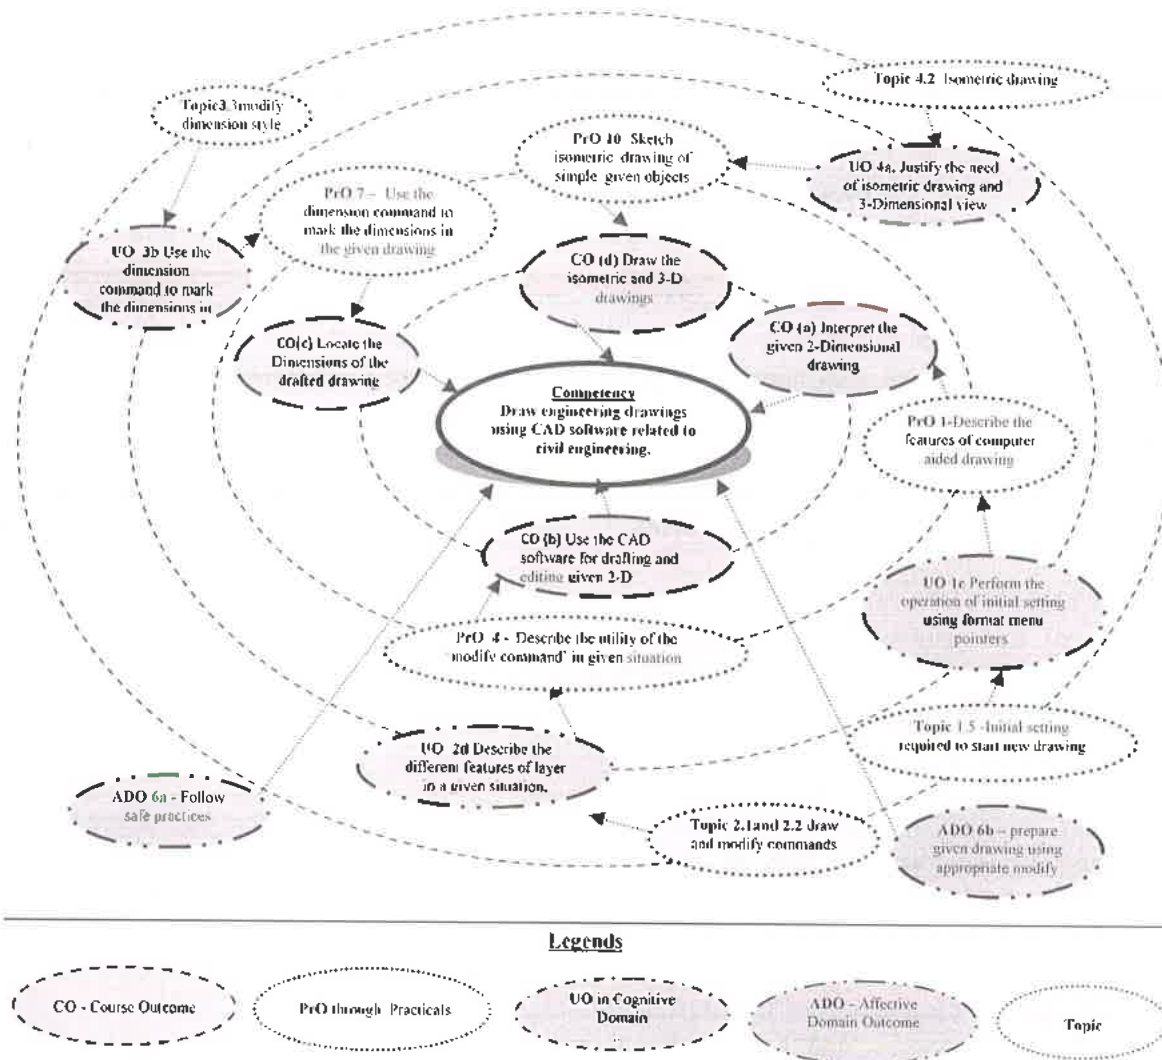 Topic 4.2 Isometric drawing
Topic3.3modify
dimension style
PrO 10- Sketch
isometric drawing of
simple given objects
UO 4a. Justify the need
of isometric drawing and
3-Dimensional view
PrO 7 – Use the
dimension command to
mark the dimensions in
the given drawing
UO 3b Use the
dimension
command to mark
the dimensions in
CO (d) Draw the
isometric and 3-D
drawings
CO (a) Interpret the
given 2-Dimensional
drawing
CO(c) Locate the
Dimensions of the
drafted drawing
Competency
Draw engineering drawings
using CAD software related to
civil engineering.
PrO 1-Describe the
features of computer
aided drawing
CO (b) Use the CAD
software for drafting and
editing given 2-D
UO 1c Perform the
operation of initial setting
using format menu
pointers
PrO 4 - Describe the utility of the
'modify command' in given situation
Topic 1.5 -Initial setting
required to start new drawing
UO 2d Describe the
different features of layer
in a given situation.
ADO 6a - Follow
safe practices
Topic 2.1and 2.2 draw
and modify commands
ADO 6b – prepare
given drawing using
appropriate modify
Legends
CO - Course Outcome
PrO through Practicals
UO in Cognitive
Domain
ADO - Affective
Domain Outcome
Topic